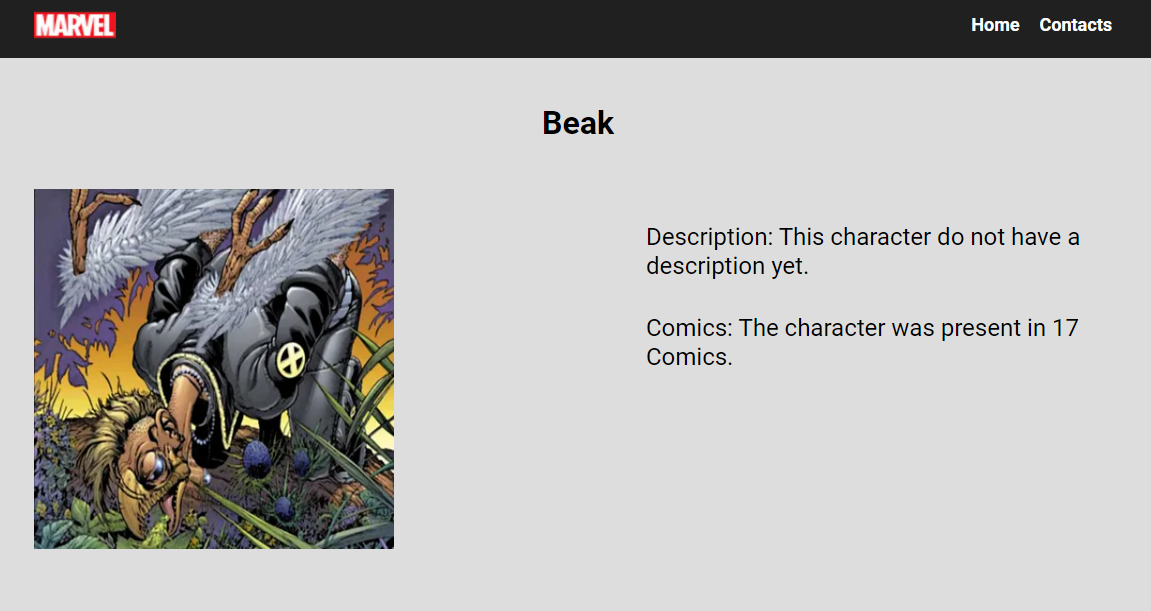 MARVEL
Home Contacts
Beak
Description: This character do not have a
description yet.
Comics: The character was present in 17
Comics.